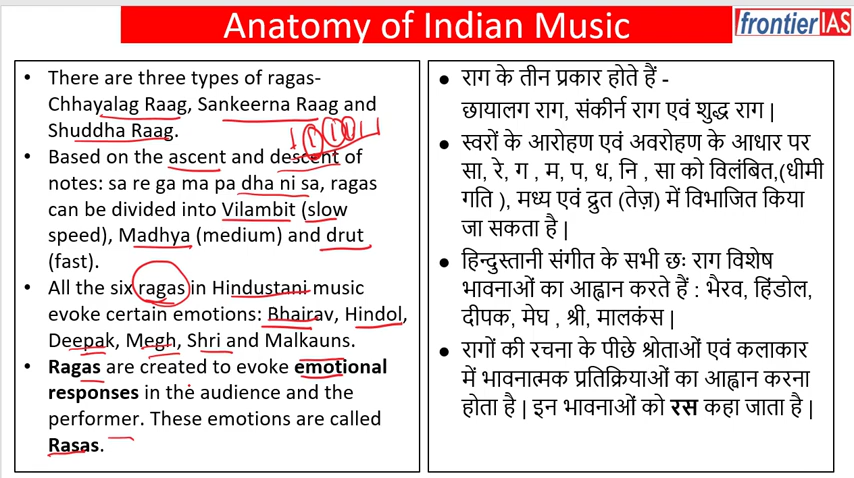 Anatomy of Indian Music
frontier IAS
• There are three types of ragas-
Chhayalag Raag, Sankeerna Raag and
Shuddha Raag.
• Based on the ascent and descent of
notes: sa re ga ma pa dha ni sa, ragas
can be divided into Vilambit (slow
speed), Madhya (medium) and drut
(fast).
• All the six ragas in Hindustani music
evoke certain emotions: Bhairav, Hindol,
Deepak, Megh, Shri and Malkauns.
• Ragas are created to evoke emotional
responses in the audience and the
performer. These emotions are called
Rasas.
• राग के तीन प्रकार होते हैं -
छायालग राग, संकीर्न राग एवं शुद्ध राग |
• स्वरों के आरोहण एवं अवरोहण के आधार पर
सा, रे, ग , म, प, ध, नि , सा को विलंबित,(धीमी
गति ), मध्य एवं द्रुत (तेज़) में विभाजित किया
जा सकता है |
• हिन्दुस्तानी संगीत के सभी छः राग विशेष
भावनाओं का आह्वान करते हैं : भैरव, हिंडोल,
दीपक, मेघ , श्री, मालकंस |
• रागों की रचना के पीछे श्रोताओं एवं कलाकार
में भावनात्मक प्रतिक्रियाओं का आह्वान करना
होता है | इन भावनाओं को रस कहा जाता है |